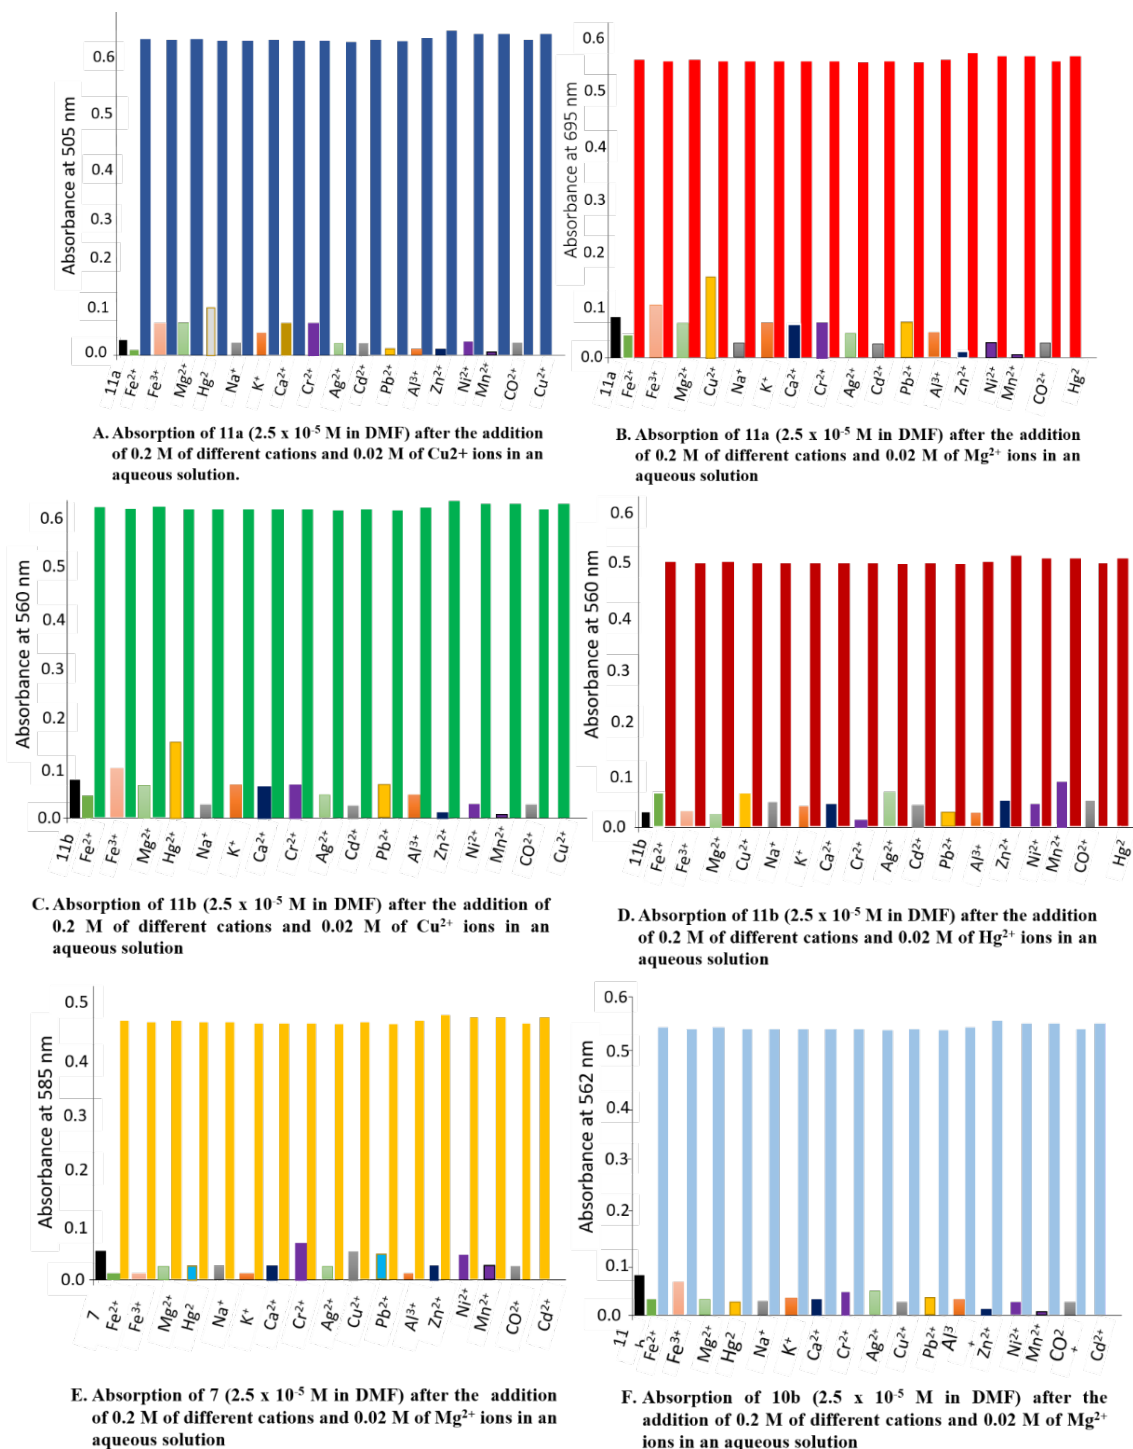 Absorbance at 505 nm
0.6
0.5
0.4
0.3
0.2
0.1
0.0
11a Fe²⁺ Fe³⁺ Mg²⁺ Hg²⁺ Na⁺ K⁺ Ca²⁺ Cr²⁺ Ag²⁺ Cd²⁺ Pb²⁺ Al³⁺ Zn²⁺ Ni²⁺ Mn²⁺ CO²⁺ Cu²⁺
A. Absorption of 11a (2.5 x 10⁻⁵ M in DMF) after the addition
of 0.2 M of different cations and 0.02 M of Cu2+ ions in an
aqueous solution.
Absorbance at 695 nm
0.6
0.5
0.4
0.3
0.2
0.1
0.0
11a Fe²⁺ Fe³⁺ Mg²⁺ Cu²⁺ Na⁺ K⁺ Ca²⁺ Cr²⁺ Ag²⁺ Cd²⁺ Pb²⁺ Al³⁺ Zn²⁺ Ni²⁺ Mn²⁺ CO²⁺ Hg²
B. Absorption of 11a (2.5 x 10⁻⁵ M in DMF) after the addition
of 0.2 M of different cations and 0.02 M of Mg²⁺ ions in an
aqueous solution
Absorbance at 560 nm
0.6
0.5
0.4
0.3
0.2
0.1
0.0
11b Fe²⁺ Fe³⁺ Mg²⁺ Hg²⁺ Na⁺ K⁺ Ca²⁺ Cr²⁺ Ag²⁺ Cd²⁺ Pb²⁺ Al³⁺ Zn²⁺ Ni²⁺ Mn²⁺ CO²⁺ Cu²⁺
C. Absorption of 11b (2.5 x 10⁻⁵ M in DMF) after the addition of
0.2 M of different cations and 0.02 M of Cu²⁺ ions in an
aqueous solution
Absorbance at 560 nm
0.6
0.5
0.4
0.3
0.2
0.1
0.0
11b Fe²⁺ Fe³⁺ Mg²⁺ Cu²⁺ Na⁺ K⁺ Ca²⁺ Cr²⁺ Ag²⁺ Cd²⁺ Pb²⁺ Al³⁺ Zn²⁺ Ni²⁺ Mn²⁺ CO²⁺ Hg²
D. Absorption of 11b (2.5 x 10⁻⁵ M in DMF) after the addition
of 0.2 M of different cations and 0.02 M of Hg²⁺ ions in an
aqueous solution
Absorbance at 585 nm
0.5
0.4
0.3
0.2
0.1
0.0
7 Fe²⁺ Fe³⁺ Mg²⁺ Hg² Na⁺ K⁺ Ca²⁺ Cr²⁺ Ag²⁺ Cu²⁺ Pb²⁺ Al³⁺ Zn²⁺ Ni²⁺ Mn²⁺ CO²⁺ Cd²⁺
E. Absorption of 7 (2.5 x 10⁻⁵ M in DMF) after the addition
of 0.2 M of different cations and 0.02 M of Mg²⁺ ions in an
aqueous solution
Absorbance at 562 nm
0.6
0.5
0.4
0.3
0.2
0.1
0.0
11 Fe²⁺ Fe³⁺ Mg²⁺ Hg² Na⁺ K⁺ Ca²⁺ Cr²⁺ Ag²⁺ Cu²⁺ Pb²⁺ Al³ + Zn²⁺ Ni²⁺ Mn²⁺ CO² + Cd²⁺
F. Absorption of 10b (2.5 x 10⁻⁵ M in DMF) after the
addition of 0.2 M of different cations and 0.02 M of Mg²⁺
ions in an aqueous solution